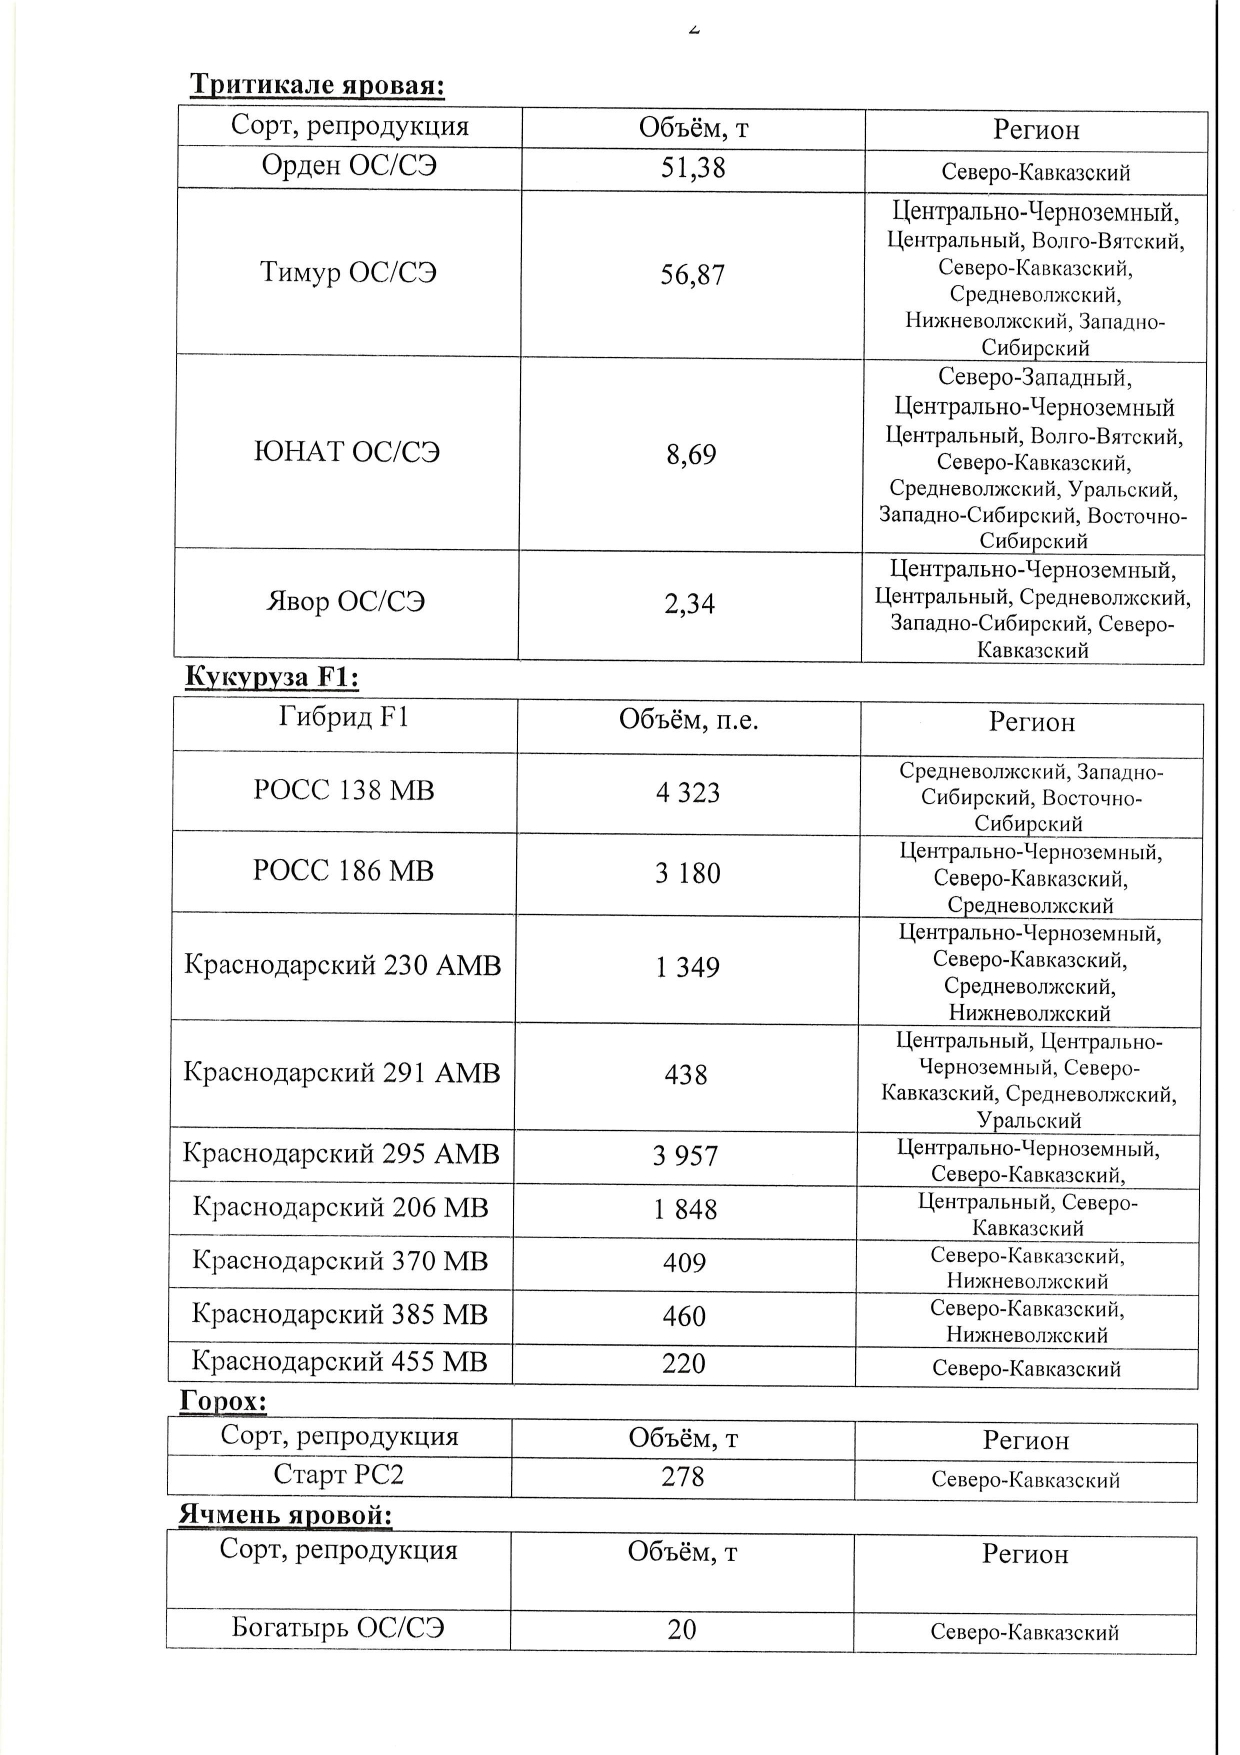 2
Тритикале яровая:
Сорт, репродукция
Объём, т
Регион
Орден ОС/СЭ
51,38
Северо-Кавказский
Тимур ОС/СЭ
56,87
Центрально-Черноземный,
Центральный, Волго-Вятский,
Северо-Кавказский,
Средневолжский,
Нижневолжский, Западно-
Сибирский
ЮНАТ ОС/СЭ
8,69
Северо-Западный,
Центрально-Черноземный
Центральный, Волго-Вятский,
Северо-Кавказский,
Средневолжский, Уральский,
Западно-Сибирский, Восточно-
Сибирский
Явор ОС/СЭ
2,34
Центрально-Черноземный,
Центральный, Средневолжский,
Западно-Сибирский, Северо-
Кавказский
Кукуруза F1:
Гибрид F1
Объём, п.е.
Регион
РОСС 138 МВ
4 323
Средневолжский, Западно-
Сибирский, Восточно-
Сибирский
РОСС 186 МВ
3 180
Центрально-Черноземный,
Северо-Кавказский,
Средневолжский
Краснодарский 230 АМВ
1 349
Центрально-Черноземный,
Северо-Кавказский,
Средневолжский,
Нижневолжский
Краснодарский 291 АМВ
438
Центральный, Центрально-
Черноземный, Северо-
Кавказский, Средневолжский,
Уральский
Краснодарский 295 АМВ
3 957
Центрально-Черноземный,
Северо-Кавказский,
Краснодарский 206 МВ
1 848
Центральный, Северо-
Кавказский
Краснодарский 370 МВ
409
Северо-Кавказский,
Нижневолжский
Краснодарский 385 МВ
460
Северо-Кавказский,
Нижневолжский
Краснодарский 455 МВ
220
Северо-Кавказский
Горох:
Сорт, репродукция
Объём, т
Регион
Старт РС2
278
Северо-Кавказский
Ячмень яровой:
Сорт, репродукция
Объём, т
Регион
Богатырь ОС/СЭ
20
Северо-Кавказский